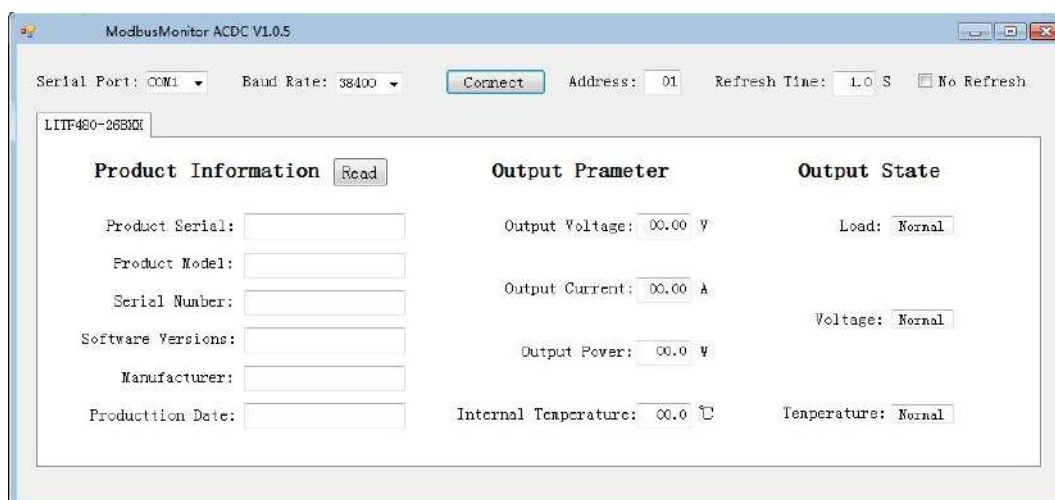 ModbusMonitor ACDC V1.0.5
Serial Port: COM1 Baud Rate: 38400 Connect Address: 01 Refresh Time: 1.0 S No Refresh
LITF480-26BXX
Product Information Read Output Prameter Output State
Product Serial: Output Voltage: 00.00 V Load: Normal
Product Model:
Output Current: 00.00 A
Serial Number:
Voltage: Normal
Software Versions:
Output Power: 00.0 W
Manufacturer:
Producttion Date: Internal Temperature: 00.0 ℃ Temperature: Normal